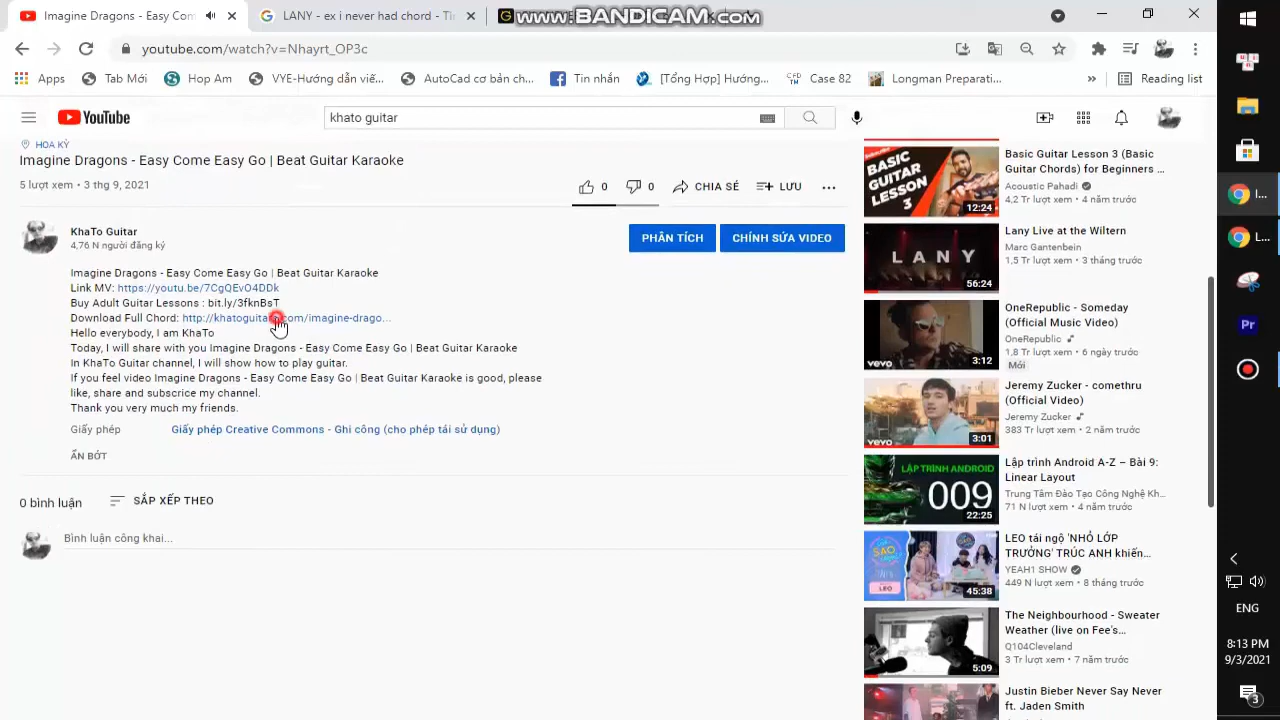 Imagine Dragons - Easy Com
LANY - ex i never had chord - Th
www.BANDICAM.com
youtube.com/watch?v=Nhayrt_OP3c
Apps
Tab Mới
Hop Am
VYE-Hướng dẫn viế...
AutoCad cơ bản ch...
Tin nhắn
[Tổng Hợp] Hướng...
Case 82
Longman Preparati...
»
Reading list
YouTube
khato guitar
HOA KỲ
Imagine Dragons - Easy Come Easy Go | Beat Guitar Karaoke
5 lượt xem • 3 thg 9, 2021
0
0
CHIA SẺ
LƯU
KhaTo Guitar
4,76 N người đăng ký
PHÂN TÍCH
CHỈNH SỬA VIDEO
Imagine Dragons - Easy Come Easy Go | Beat Guitar Karaoke
Link MV: https://youtu.be/7CgQEvO4DDk
Buy Adult Guitar Lessons : bit.ly/3fknBsT
Download Full Chord: http://khatoguitar.com/imagine-drago...
Hello everybody, I am KhaTo
Today, I will share with you Imagine Dragons - Easy Come Easy Go | Beat Guitar Karaoke
In KhaTo Guitar channel, I will show how to play guitar.
If you feel video Imagine Dragons - Easy Come Easy Go | Beat Guitar Karaoke is good, please
like, share and subscrice my channel.
Thank you very much my friends.
Giấy phép
Giấy phép Creative Commons - Ghi công (cho phép tái sử dụng)
ẨN BỚT
0 bình luận
SẮP XẾP THEO
Bình luận công khai...
BASIC
GUITAR
LESSON
3
12:24
Basic Guitar Lesson 3 (Basic
Guitar Chords) for Beginners ...
Acoustic Pahadi
4,2 Tr lượt xem • 4 năm trước
LANY
56:24
Lany Live at the Wiltern
Marc Gantenbein
1,5 Tr lượt xem • 3 tháng trước
vevo
3:12
OneRepublic - Someday
(Official Music Video)
OneRepublic
1,8 Tr lượt xem • 6 ngày trước
Mới
vevo
3:01
Jeremy Zucker - comethru
(Official Video)
Jeremy Zucker
383 Tr lượt xem • 2 năm trước
LẬP TRÌNH ANDROID
009
22:25
Lập trình Android A-Z – Bài 9:
Linear Layout
Trung Tâm Đào Tạo Công Nghệ Kh...
71 N lượt xem • 4 năm trước
SAO
LEO
45:38
LEO tái ngộ 'NHỎ LỚP
TRƯỞNG' TRÚC ANH khiến...
YEAH1 SHOW
449 N lượt xem • 8 tháng trước
5:09
The Neighbourhood - Sweater
Weather (live on Fee's...
Q104Cleveland
3 Tr lượt xem • 7 năm trước
Justin Bieber Never Say Never
ft. Jaden Smith
I...
L...
Pr
ENG
8:13 PM
9/3/2021
3